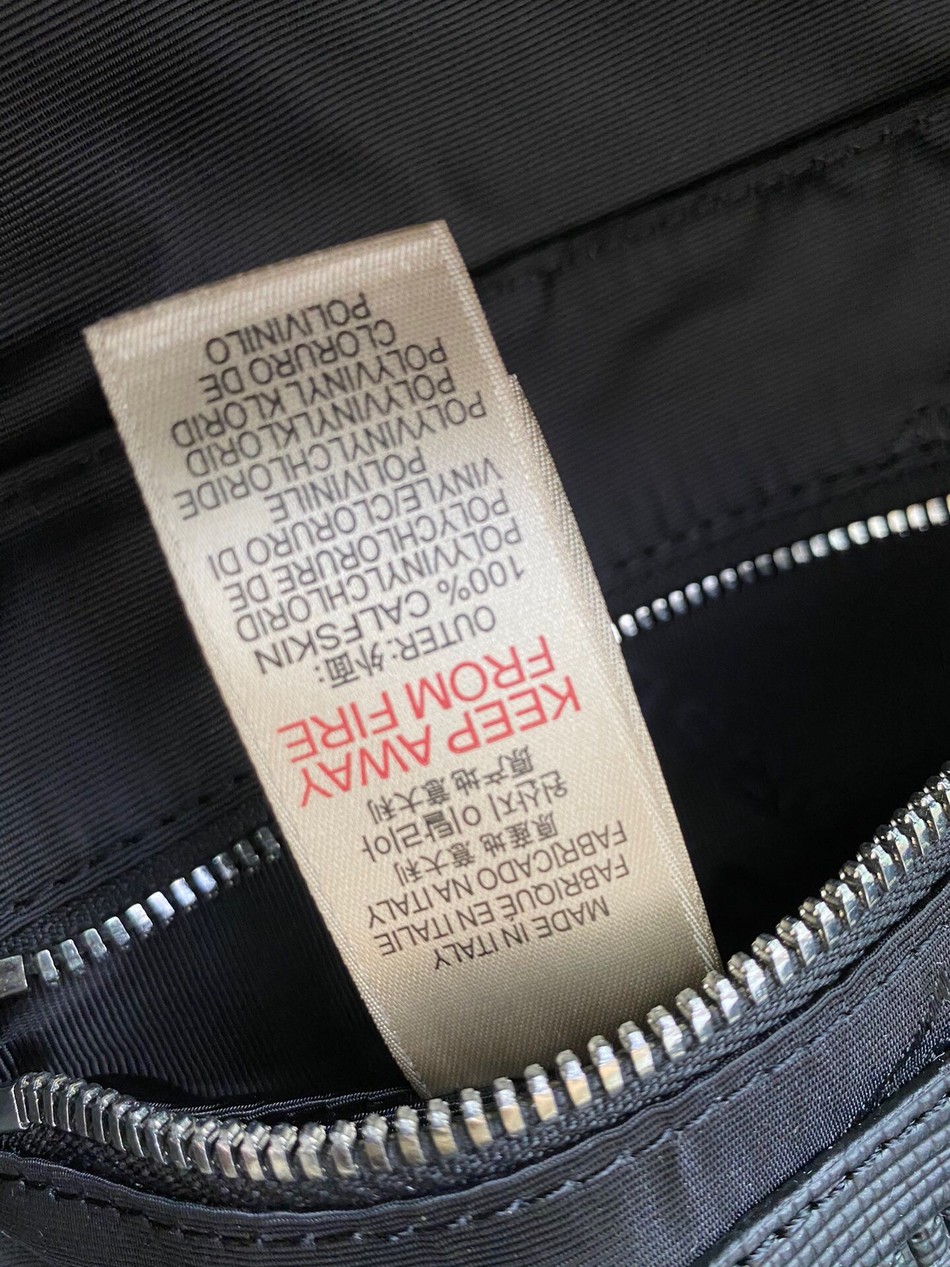 MADE IN ITALY
FABRIQUÉ EN ITALIE
FABRICADO NA ITALY
原産地 意大利
원산지 이탈리아
原产地 意大利
KEEP AWAY
FROM FIRE
OUTER:外面:
100% CALFSKIN
POLYVINYLCHLORID
POLYCHLORURE DE
VINYLE/CLORURO DI
POLIVINILE
POLYVINYLCHLORIDE
POLYVINYLKLORID
POLYVINYL KLORID
CLORURO DE
POLIVINILO